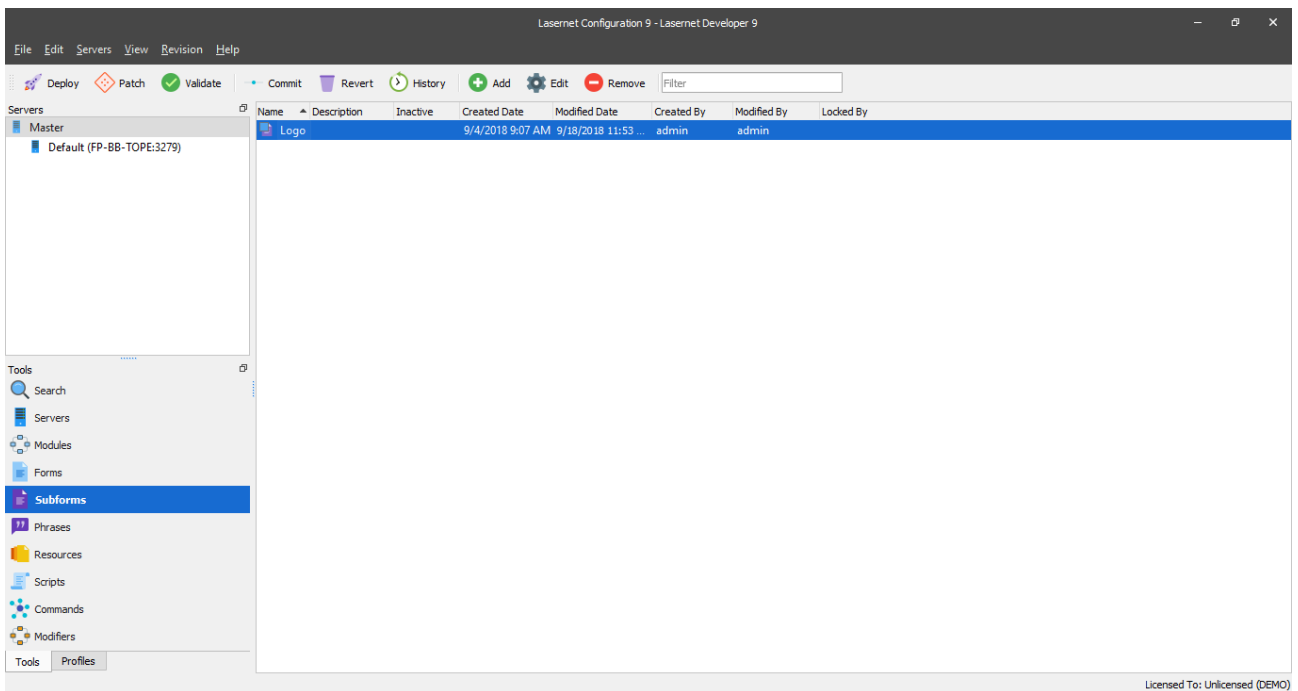 Lasernet Configuration 9 - Lasernet Developer 9
File Edit Servers View Revision Help
Deploy Patch Validate Commit Revert History Add Edit Remove Filter
Servers
Master
Default (FP-BB-TOPE:3279)
Name Description Inactive Created Date Modified Date Created By Modified By Locked By
Logo 9/4/2018 9:07 AM 9/18/2018 11:53 ... admin admin
Tools
Search
Servers
Modules
Forms
Subforms
Phrases
Resources
Scripts
Commands
Modifiers
Tools Profiles
Licensed To: Unlicensed (DEMO)